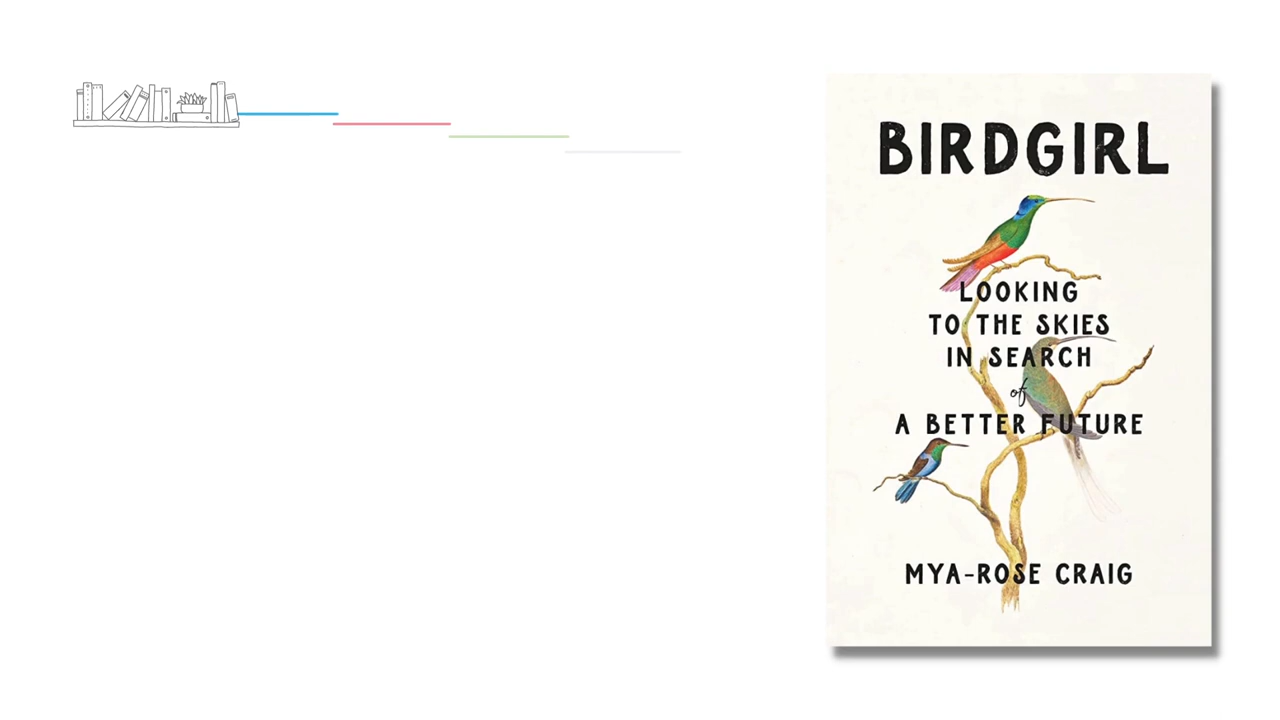 BIRDGIRL
LOOKING
TO THE SKIES
IN SEARCH
of
A BETTER FUTURE
MYA-ROSE CRAIG